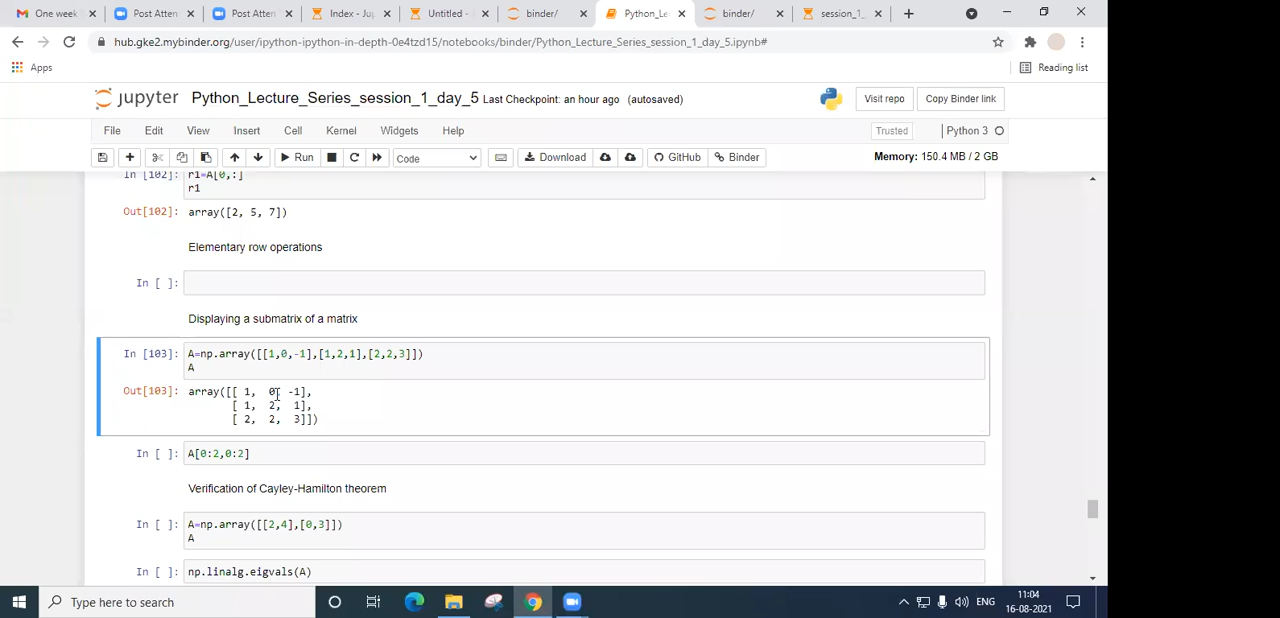 One week
Post Atten
Post Atten
Index - Ju
Untitled -
binder/
Python_Le
binder/
session_1_
hub.gke2.mybinder.org/user/ipython-ipython-in-depth-0e4tzd15/notebooks/binder/Python_Lecture_Series_session_1_day_5.ipynb#
Apps
Reading list
jupyter Python_Lecture_Series_session_1_day_5 Last Checkpoint: an hour ago (autosaved)
Visit repo
Copy Binder link
File Edit View Insert Cell Kernel Widgets Help
Trusted
Python 3
Run
Code
Download
GitHub
Binder
Memory: 150.4 MB / 2 GB
In [102]: r1=A[0,:]
r1
Out[102]: array([2, 5, 7])
Elementary row operations
In [ ]:
Displaying a submatrix of a matrix
In [103]: A=np.array([[1,0,-1],[1,2,1],[2,2,3]])
A
Out[103]: array([[ 1, 0, -1],
[ 1, 2, 1],
[ 2, 2, 3]])
In [ ]: A[0:2,0:2]
Verification of Cayley-Hamilton theorem
In [ ]: A=np.array([[2,4],[0,3]])
A
In [ ]: np.linalg.eigvals(A)
Type here to search
ENG
11:04
16-08-2021